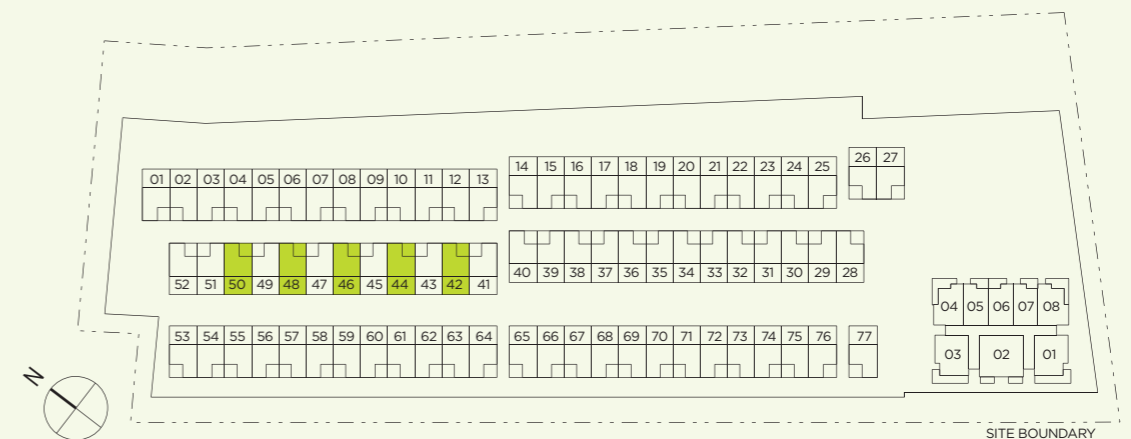 01 02 03 04 05 06 07 08 09 10 11 12 13
14 15 16 17 18 19 20 21 22 23 24 25
26 27
52 51 50 49 48 47 46 45 44 43 42 41
40 39 38 37 36 35 34 33 32 31 30 29 28
53 54 55 56 57 58 59 60 61 62 63 64
65 66 67 68 69 70 71 72 73 74 75 76
77
04 05 06 07 08
03 02 01
N
SITE BOUNDARY